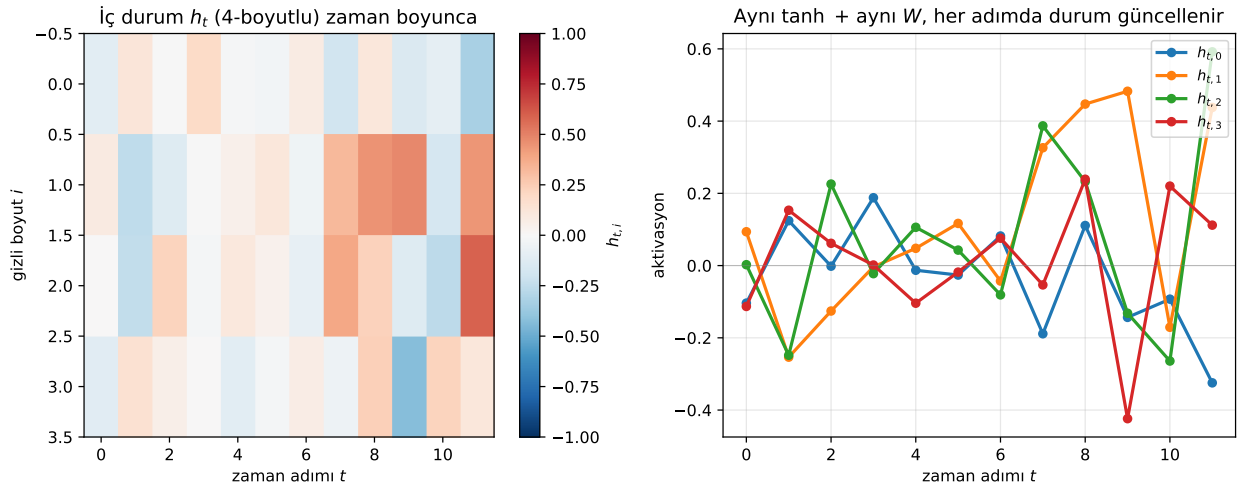 İç durum h_t (4-boyutlu) zaman boyunca
−0.5
0.0
0.5
1.0
1.5
2.0
2.5
3.0
3.5
gizli boyut i
0 2 4 6 8 10
zaman adımı t
1.00
0.75
0.50
0.25
0.00
−0.25
−0.50
−0.75
−1.00
h_{t,i}
Aynı tanh + aynı W, her adımda durum güncellenir
0.6
0.4
0.2
0.0
−0.2
−0.4
aktivasyon
h_{t,0}
h_{t,1}
h_{t,2}
h_{t,3}
0 2 4 6 8 10
zaman adımı t